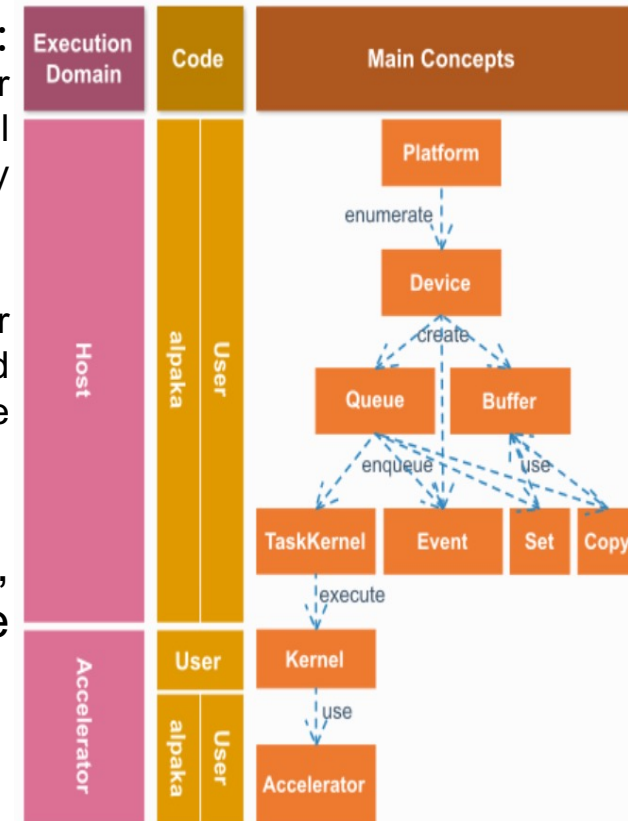 :
r
l
y
r
d
e
,
e
Execution
Domain
Code
Main Concepts
Host
alpaka
User
Platform
enumerate
Device
create
Queue
Buffer
enqueue
use
TaskKernel
Event
Set
Copy
execute
Accelerator
User
Kernel
use
alpaka
User
Accelerator